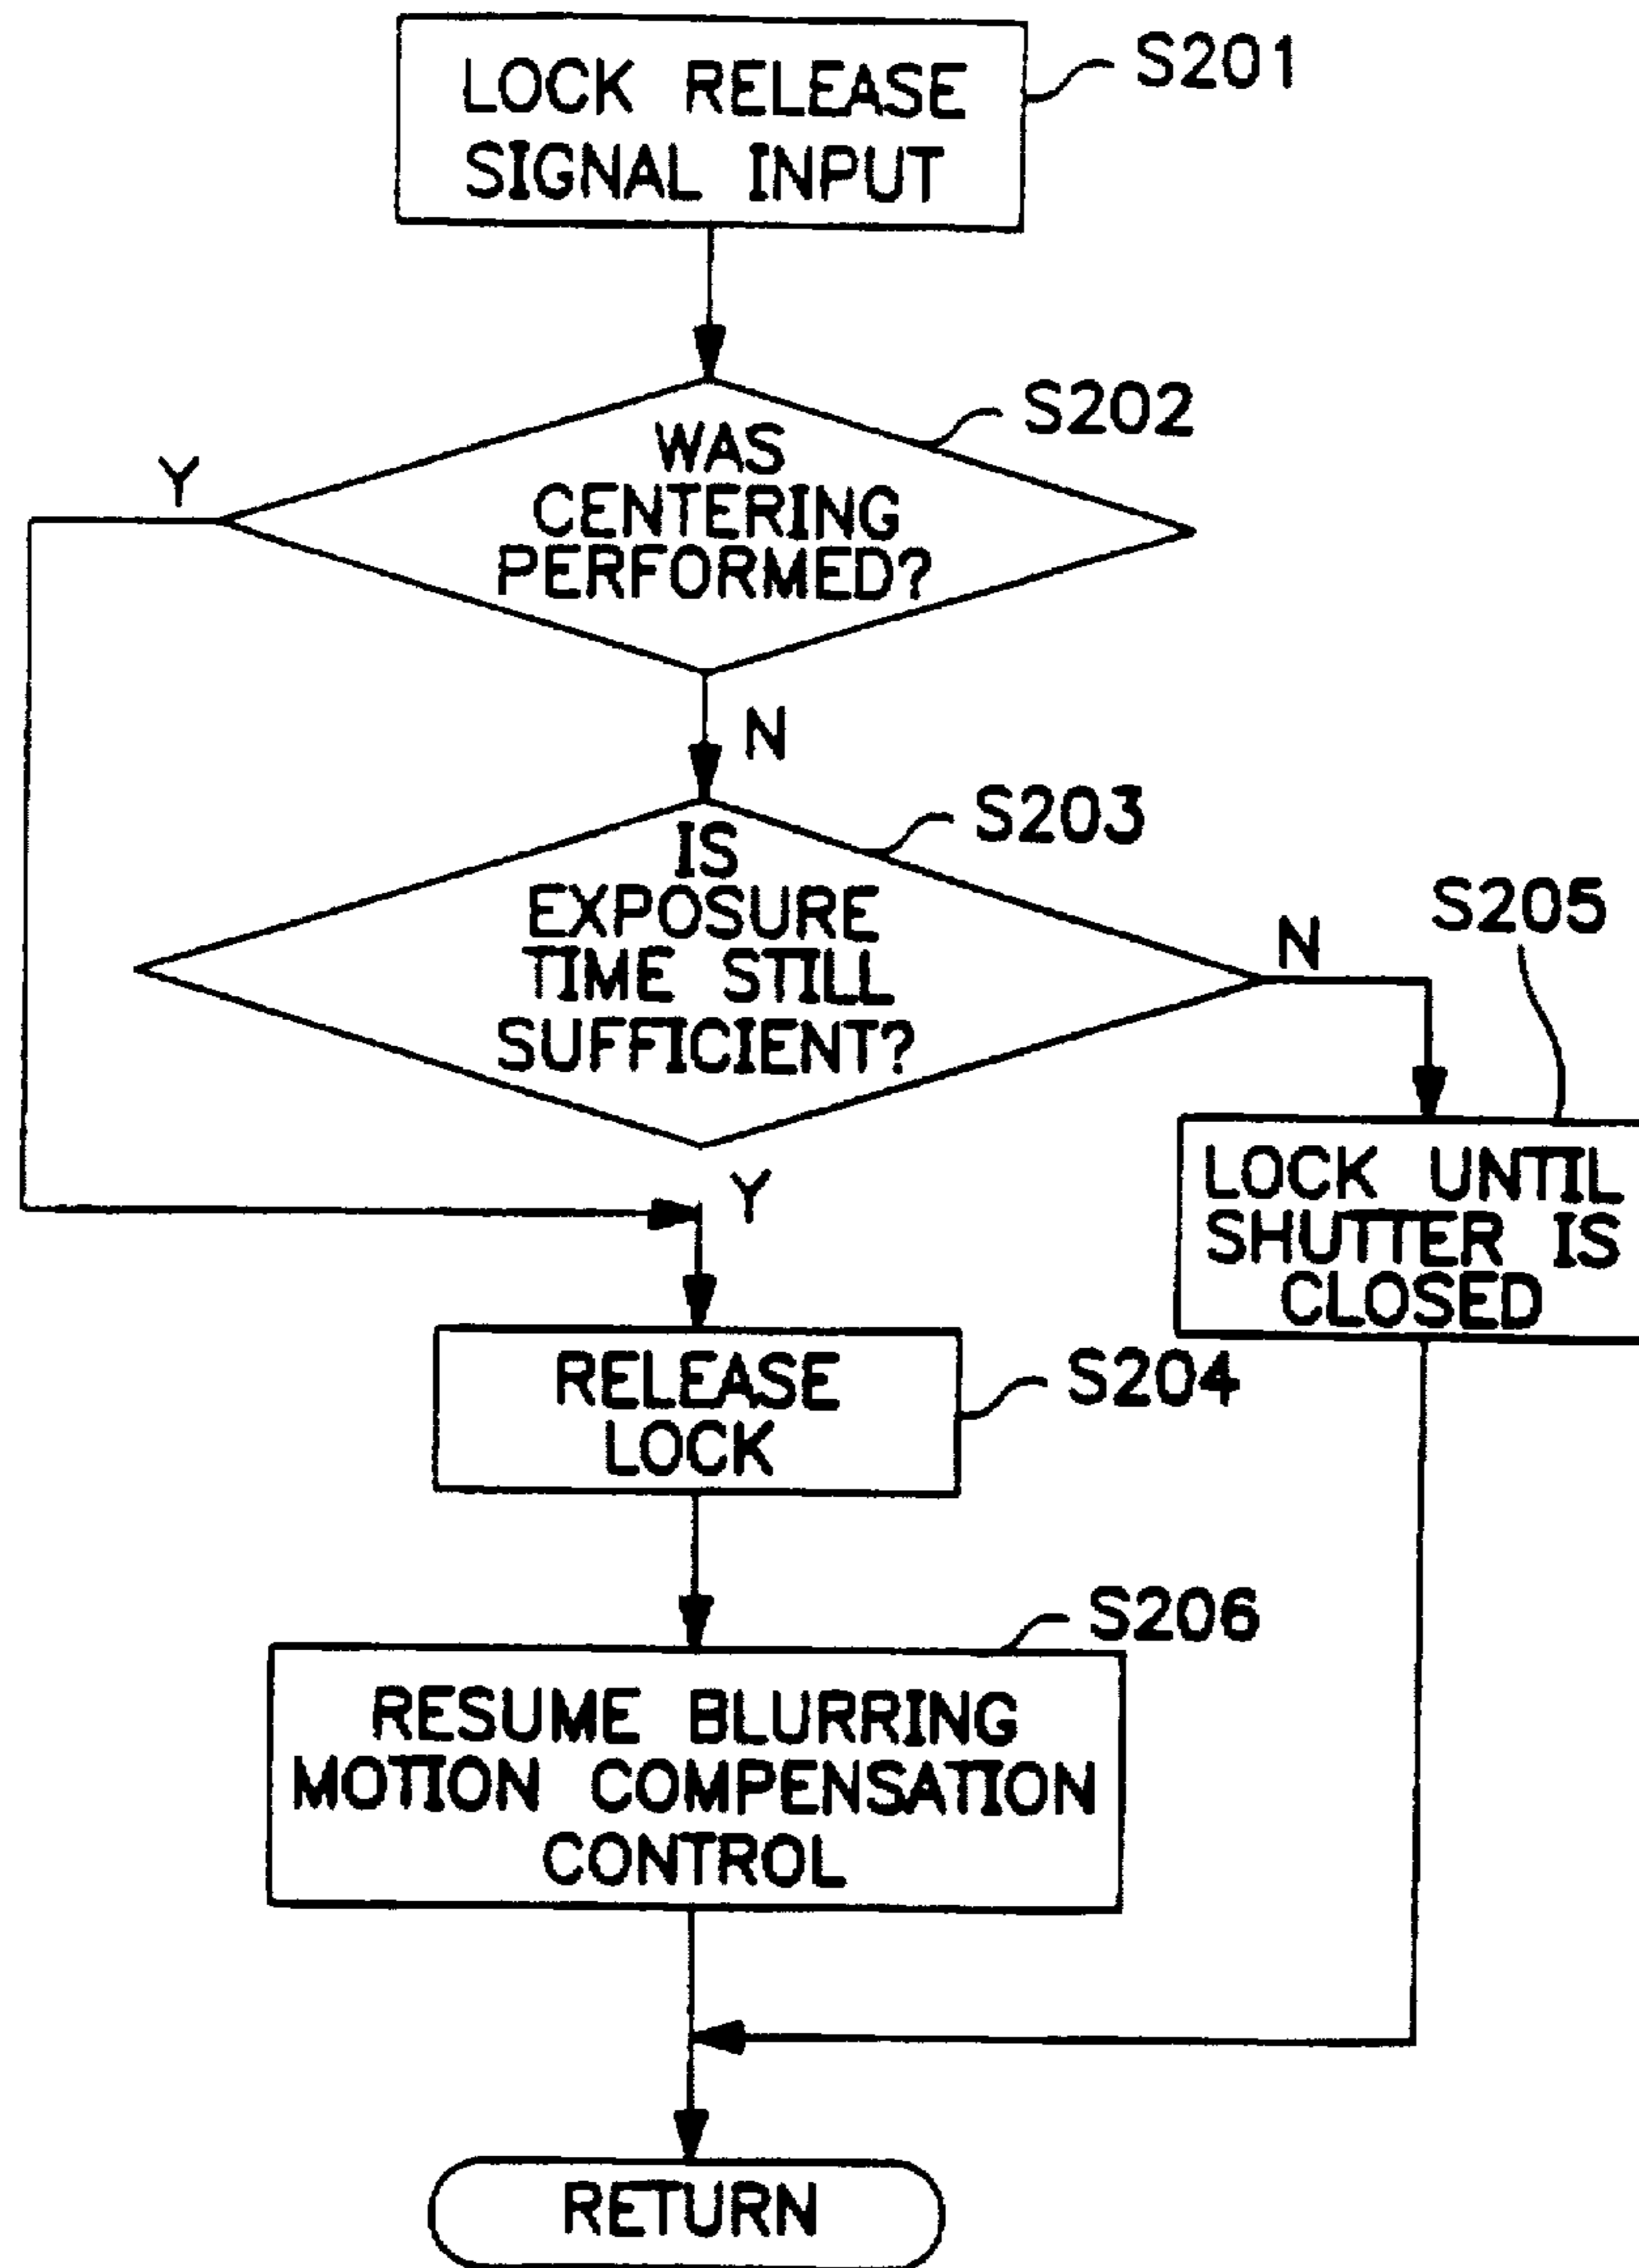 LOCK RELEASE
SIGNAL INPUT
S201
WAS
CENTERING
PERFORMED?
S202
Y
N
IS
EXPOSURE
TIME STILL
SUFFICIENT?
S203
N
S205
LOCK UNTIL
SHUTTER IS
CLOSED
Y
RELEASE
LOCK
S204
S206
RESUME BLURRING
MOTION COMPENSATION
CONTROL
RETURN